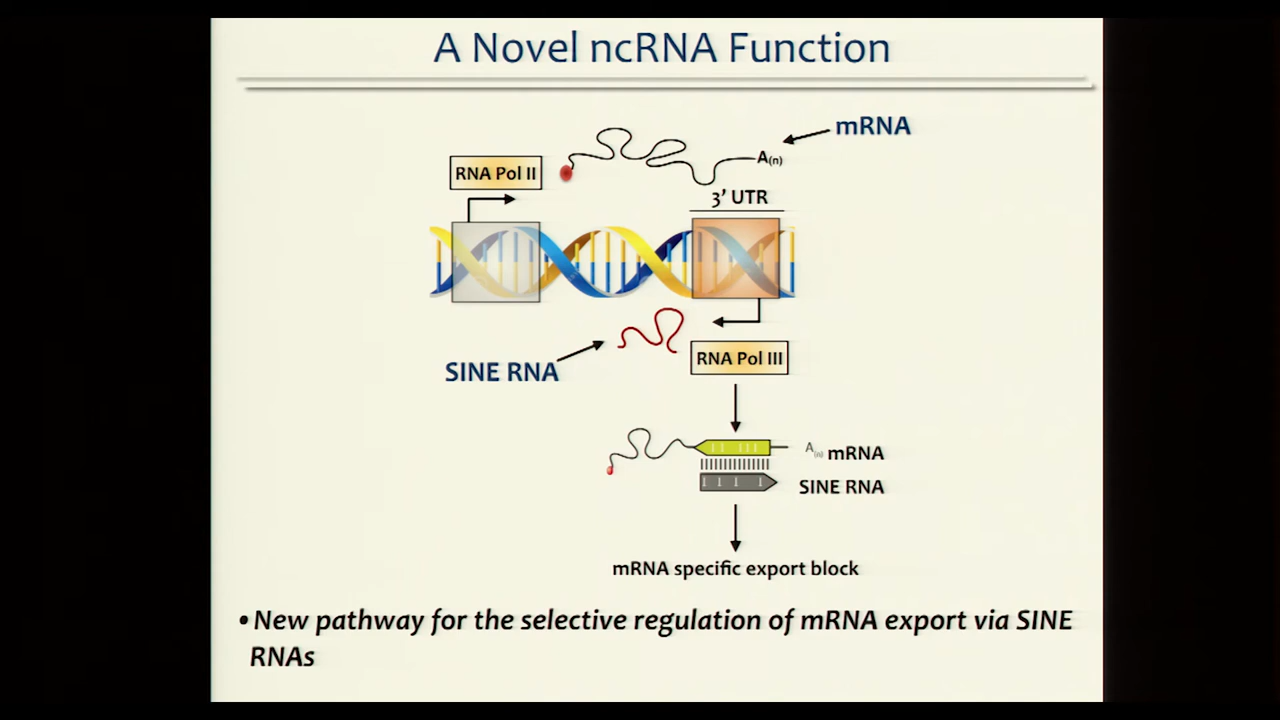 A Novel ncRNA Function
mRNA
A(n)
RNA Pol II
3’ UTR
SINE RNA
RNA Pol III
A(n) mRNA
SINE RNA
mRNA specific export block
• New pathway for the selective regulation of mRNA export via SINE
RNAs